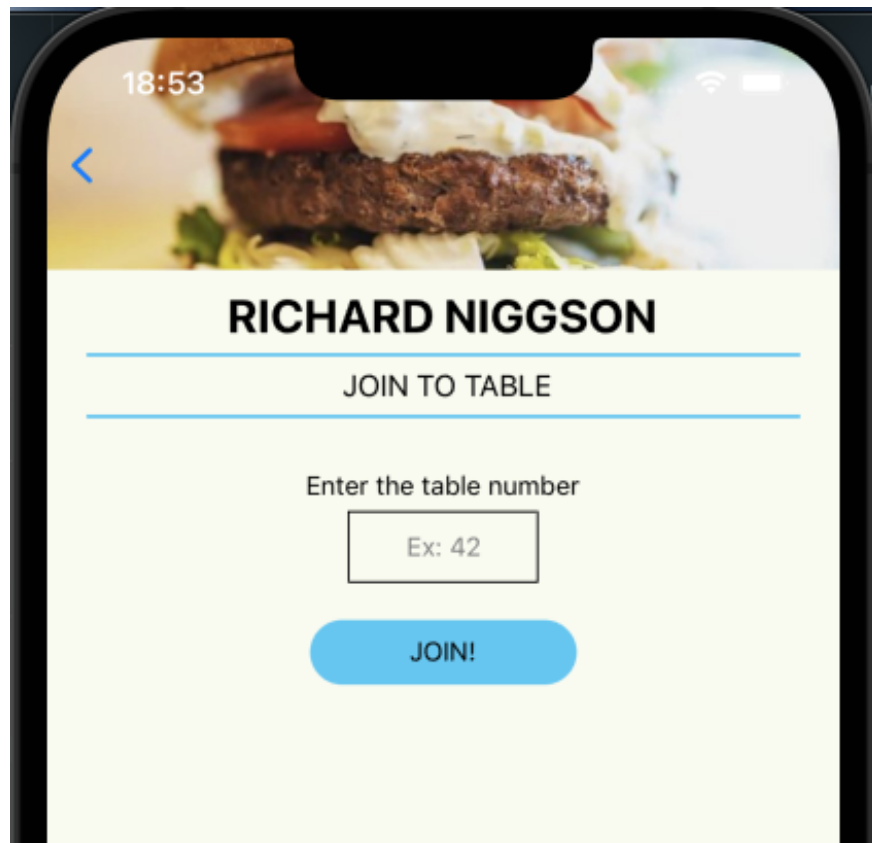 18:53
RICHARD NIGGSON
JOIN TO TABLE
Enter the table number
Ex: 42
JOIN!